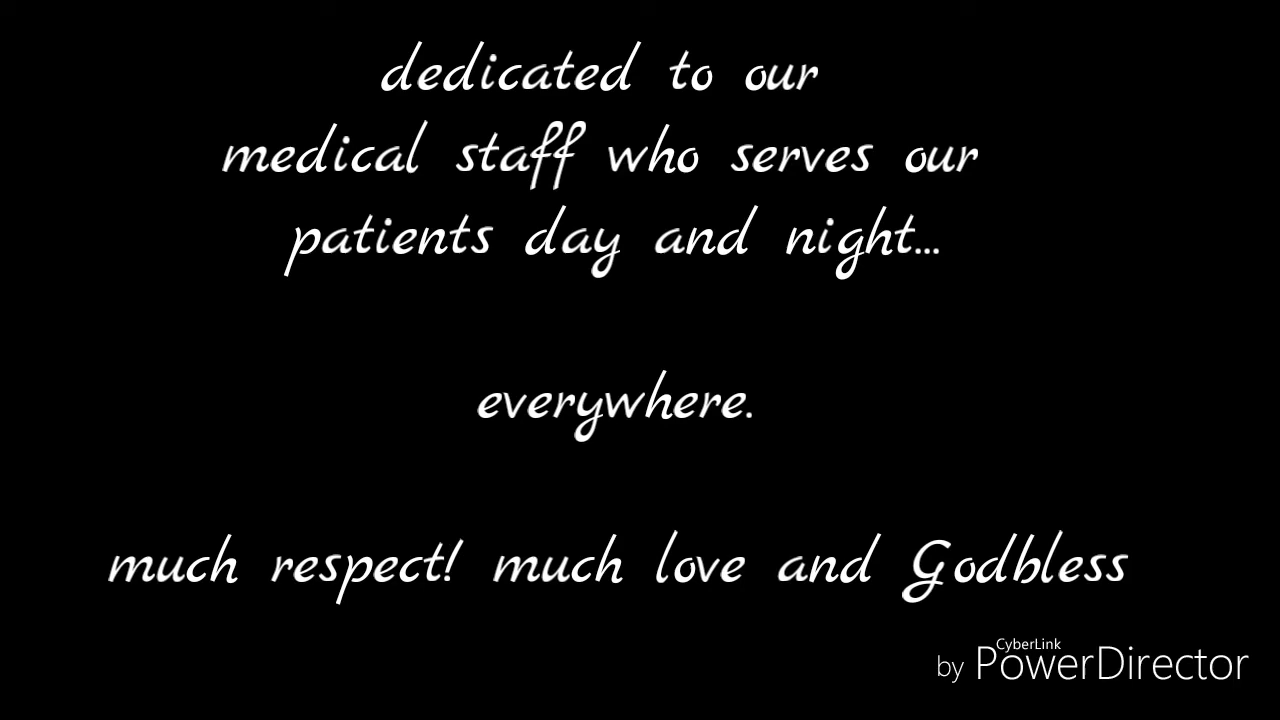 dedicated to our
medical staff who serves our
patients day and night...
everywhere.
much respect! much love and Godbless
CyberLink
by PowerDirector